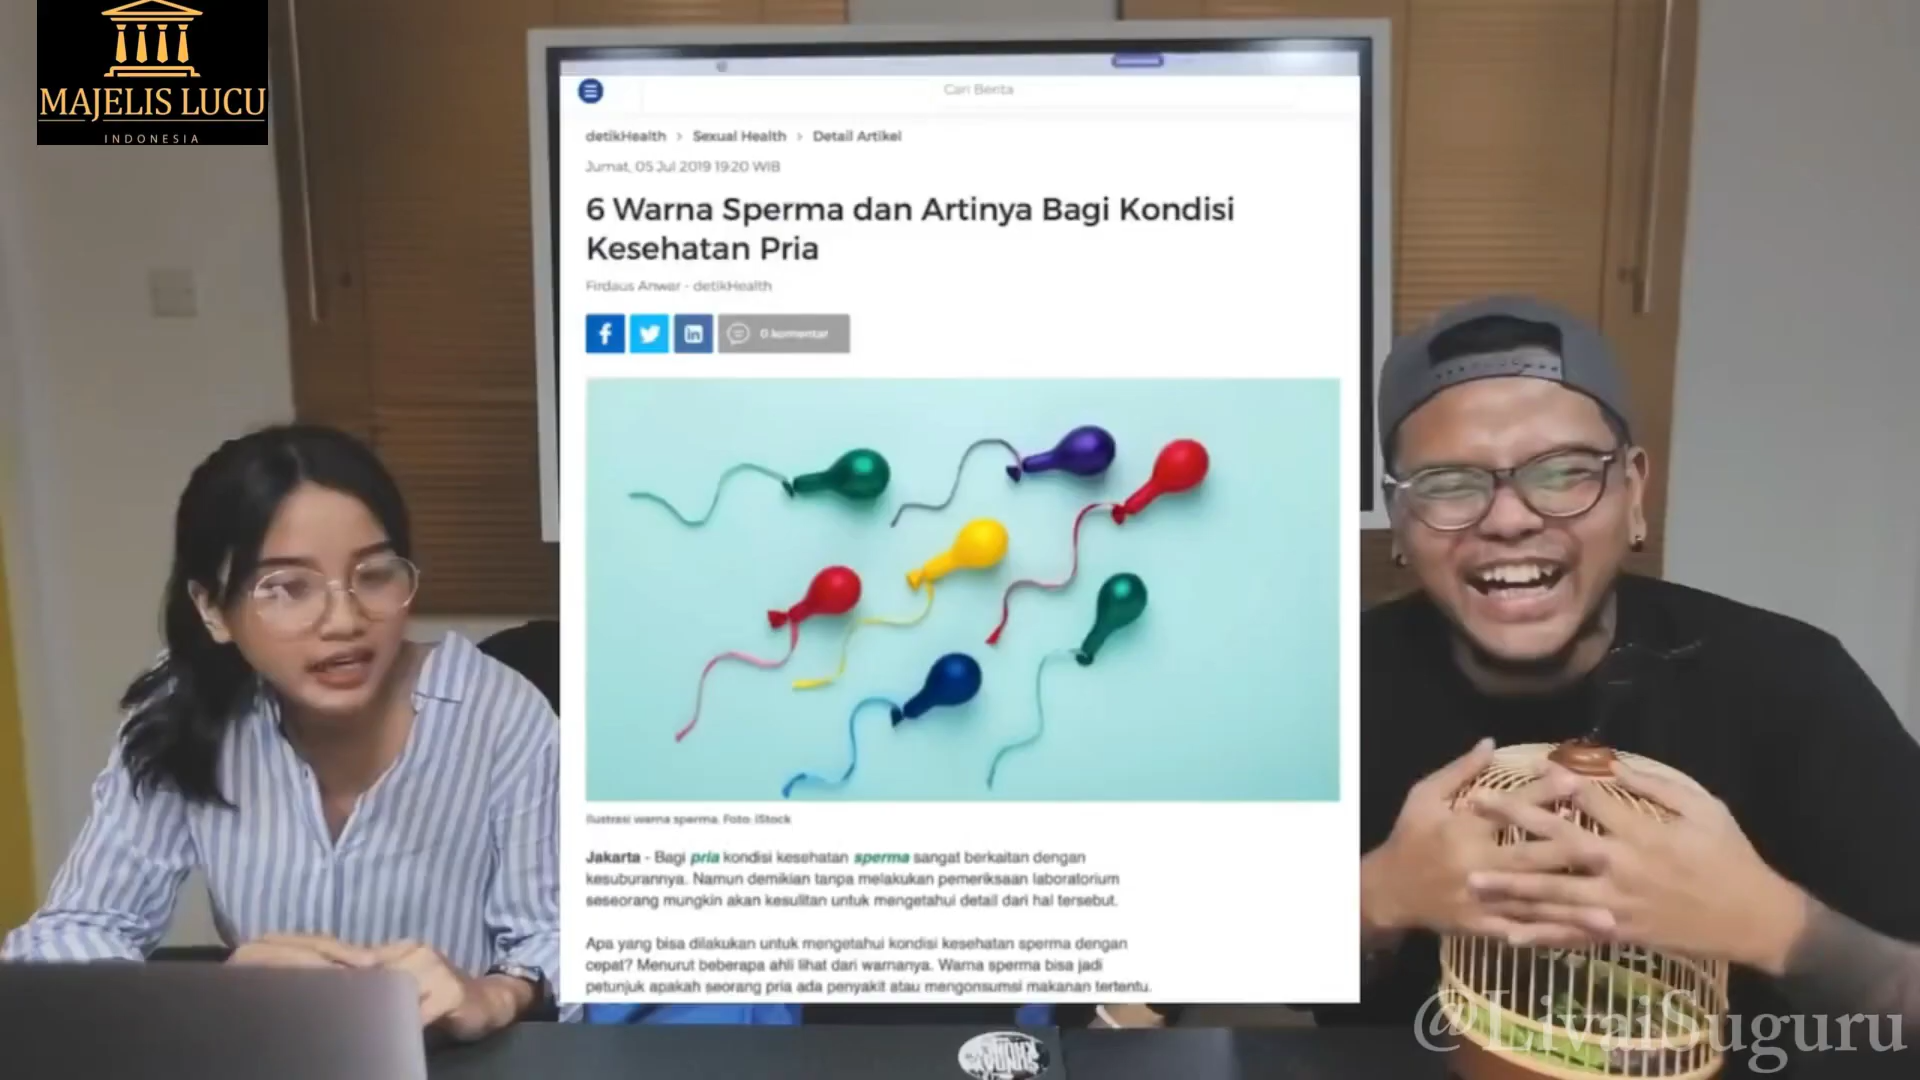 MAJELIS LUCU
INDONESIA
Cari Berita
detikHealth > Sexual Health > Detail Artikel
Jumat, 05 Jul 2019 19:20 WIB
6 Warna Sperma dan Artinya Bagi Kondisi
Kesehatan Pria
Firdaus Anwar - detikHealth
0 komentar
Ilustrasi warna sperma. Foto: iStock
Jakarta - Bagi pria kondisi kesehatan sperma sangat berkaitan dengan
kesuburannya. Namun demikian tanpa melakukan pemeriksaan laboratorium
seseorang mungkin akan kesulitan untuk mengetahui detail dari hal tersebut.
Apa yang bisa dilakukan untuk mengetahui kondisi kesehatan sperma dengan
cepat? Menurut beberapa ahli lihat dari warnanya. Warna sperma bisa jadi
petunjuk apakah seorang pria ada penyakit atau mengonsumsi makanan tertentu.
@LivaiSuguru